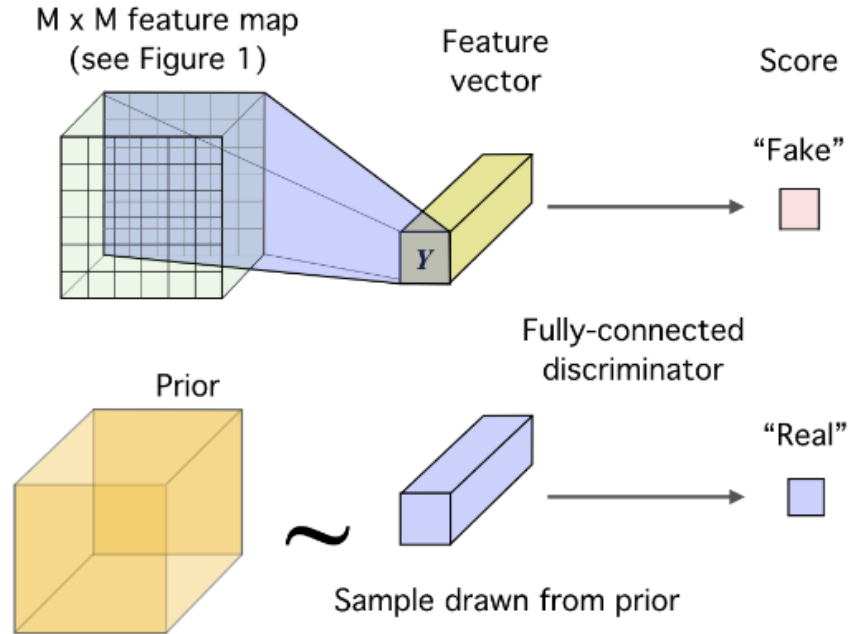 M x M feature map
(see Figure 1)
Feature
vector
Score
“Fake”
Y
Fully-connected
discriminator
Prior
“Real”
~
Sample drawn from prior